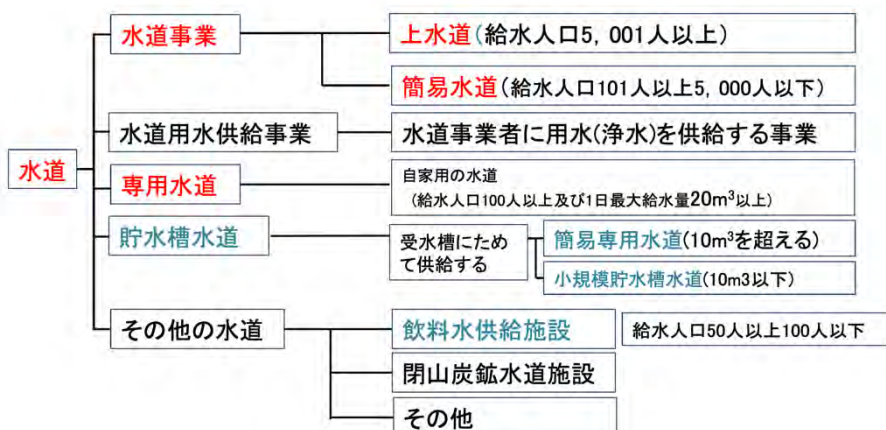 水道
水道事業
上水道(給水人口5,001人以上)
簡易水道(給水人口101人以上5,000人以下)
水道用水供給事業
水道事業者に用水(浄水)を供給する事業
専用水道
自家用の水道
(給水人口100人以上及び1日最大給水量20m³以上)
貯水槽水道
受水槽にため
て供給する
簡易専用水道(10m³を超える)
小規模貯水槽水道(10m3以下)
その他の水道
飲料水供給施設
給水人口50人以上100人以下
閉山炭鉱水道施設
その他